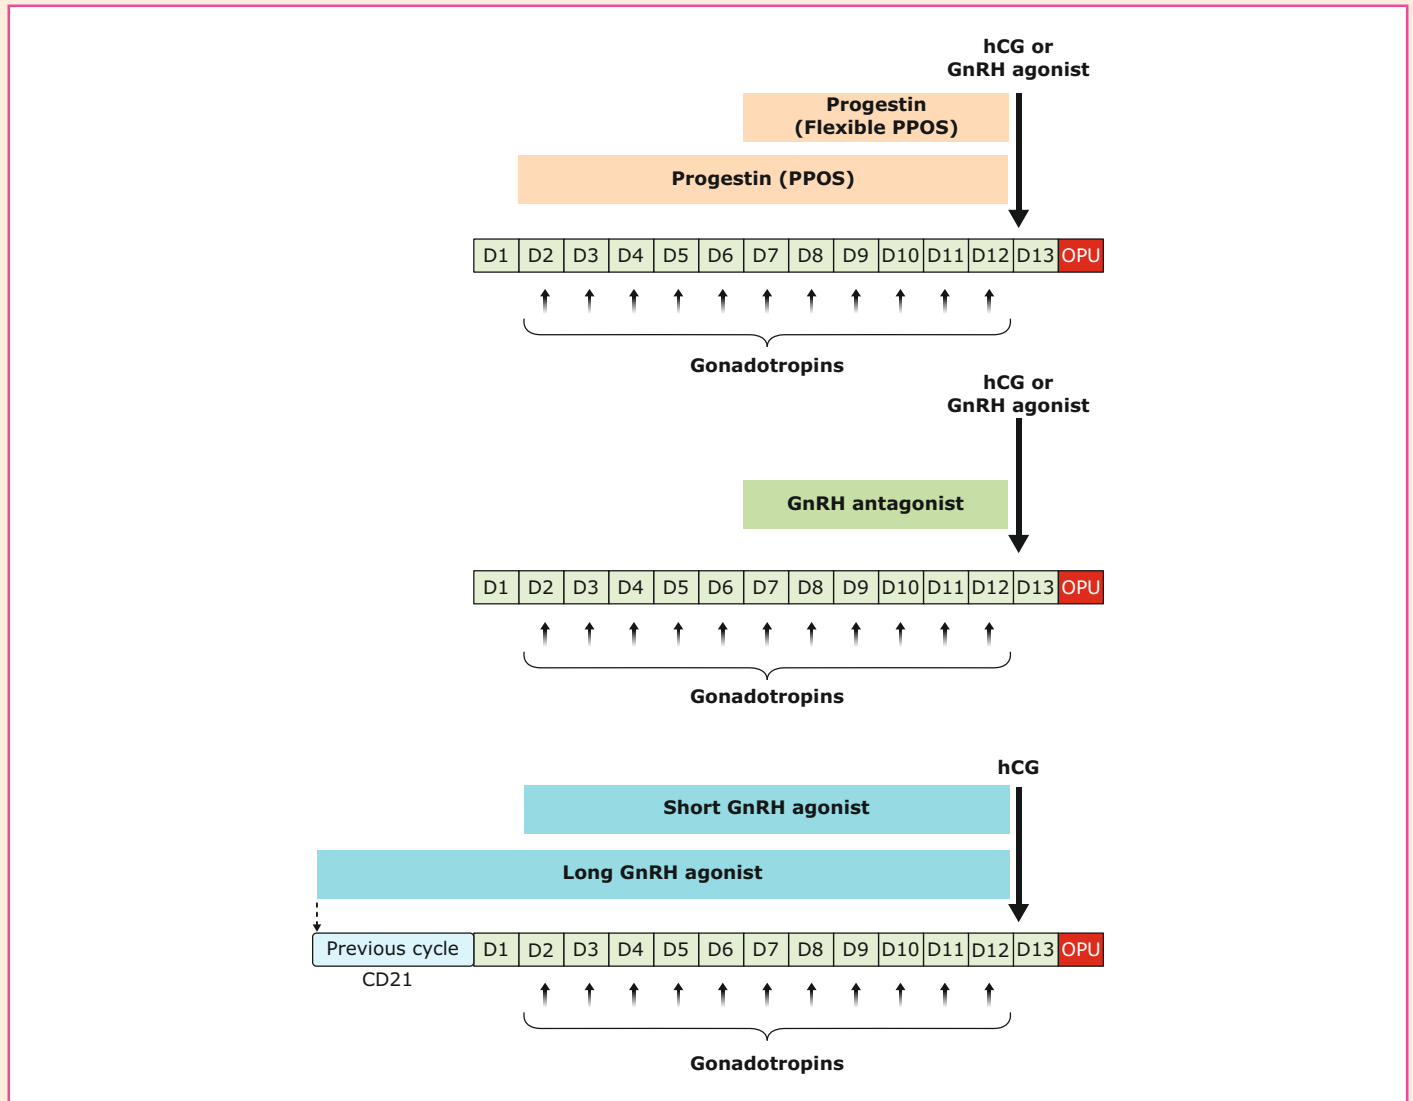 hCG or
GnRH agonist
Progestin
(Flexible PPOS)
Progestin (PPOS)
D1 D2 D3 D4 D5 D6 D7 D8 D9 D10 D11 D12 D13 OPU
Gonadotropins
hCG or
GnRH agonist
GnRH antagonist
D1 D2 D3 D4 D5 D6 D7 D8 D9 D10 D11 D12 D13 OPU
Gonadotropins
hCG
Short GnRH agonist
Long GnRH agonist
Previous cycle D1 D2 D3 D4 D5 D6 D7 D8 D9 D10 D11 D12 D13 OPU
CD21
Gonadotropins